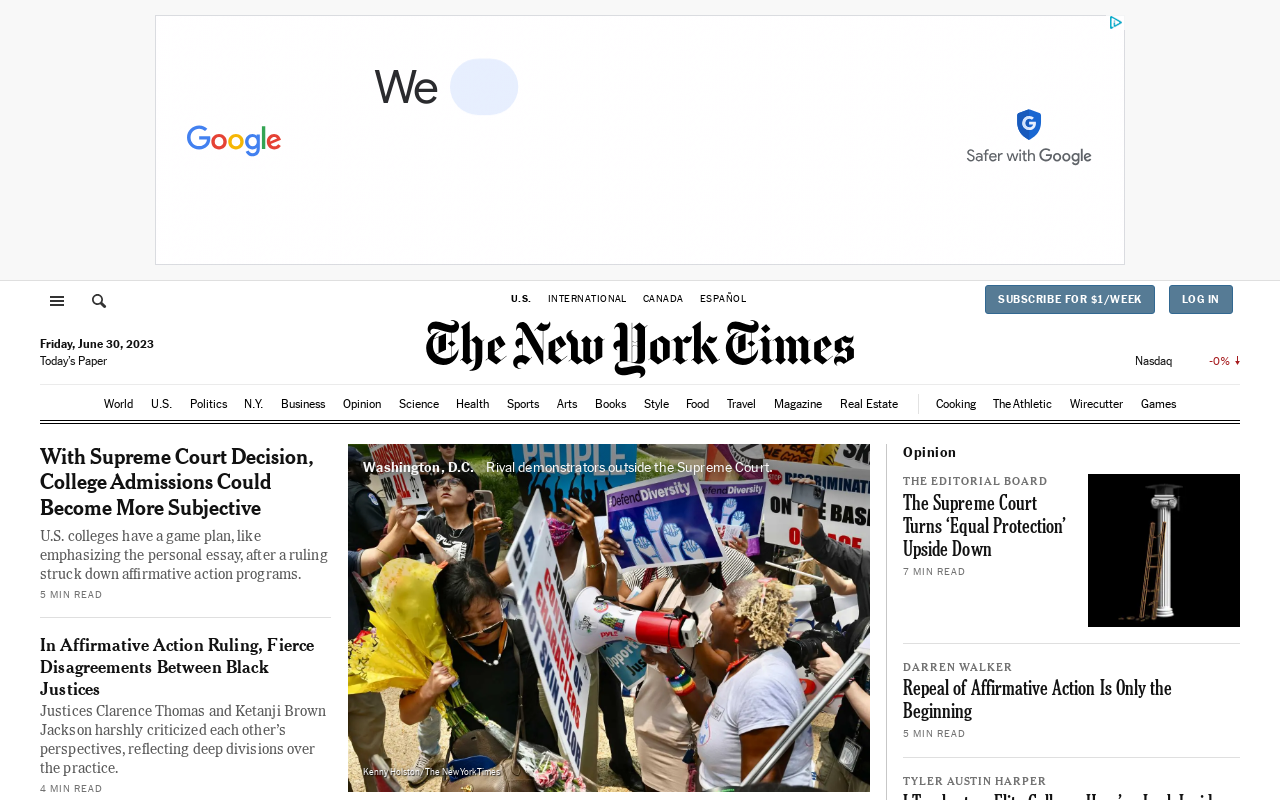 We
Google
Safer with Google
U.S. INTERNATIONAL CANADA ESPAÑOL
SUBSCRIBE FOR $1/WEEK LOG IN
The New York Times
Friday, June 30, 2023
Today's Paper
Nasdaq -0%
World U.S. Politics N.Y. Business Opinion Science Health Sports Arts Books Style Food Travel Magazine Real Estate Cooking The Athletic Wirecutter Games
With Supreme Court Decision,
College Admissions Could
Become More Subjective
U.S. colleges have a game plan, like
emphasizing the personal essay, after a ruling
struck down affirmative action programs.
5 MIN READ
In Affirmative Action Ruling, Fierce
Disagreements Between Black
Justices
Justices Clarence Thomas and Ketanji Brown
Jackson harshly criticized each other's
perspectives, reflecting deep divisions over
the practice.
4 MIN READ
Washington, D.C. Rival demonstrators outside the Supreme Court.
PEOPLE
Defend Diversity
DISCRIMINATION
ON THE BASIS
PYLE
Kenny Holston/The New York Times
Opinion
THE EDITORIAL BOARD
The Supreme Court
Turns ‘Equal Protection’
Upside Down
7 MIN READ
DARREN WALKER
Repeal of Affirmative Action Is Only the
Beginning
5 MIN READ
TYLER AUSTIN HARPER